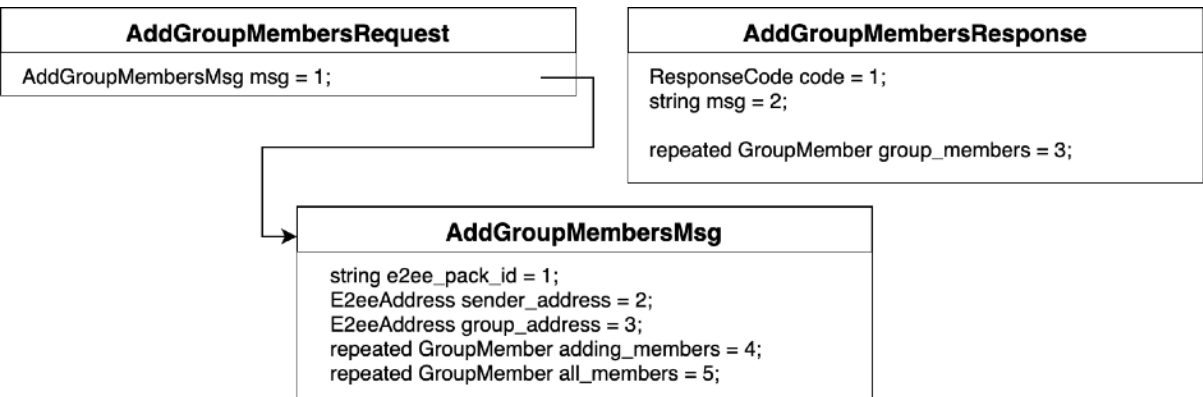 AddGroupMembersRequest
AddGroupMembersMsg msg = 1;
AddGroupMembersResponse
ResponseCode code = 1;
string msg = 2;
repeated GroupMember group_members = 3;
AddGroupMembersMsg
string e2ee_pack_id = 1;
E2eeAddress sender_address = 2;
E2eeAddress group_address = 3;
repeated GroupMember adding_members = 4;
repeated GroupMember all_members = 5;